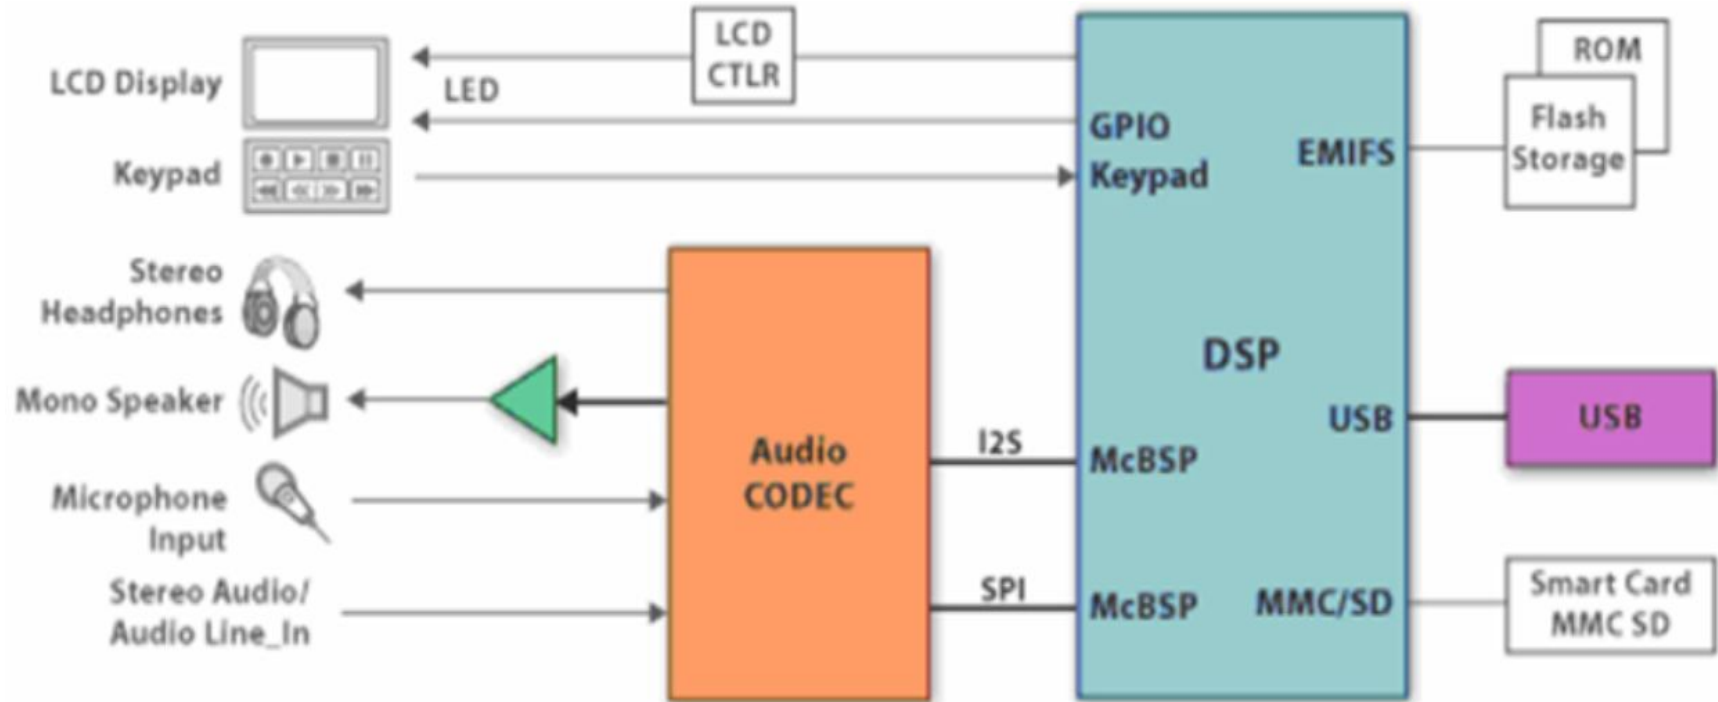 LCD
CTLR
LCD Display
LED
Keypad
GPIO
Keypad
EMIFS
ROM
Flash
Storage
Stereo
Headphones
Mono Speaker
Microphone
Input
Stereo Audio/
Audio Line_In
Audio
CODEC
I2S
SPI
DSP
McBSP
McBSP
USB
MMC/SD
USB
Smart Card
MMC SD